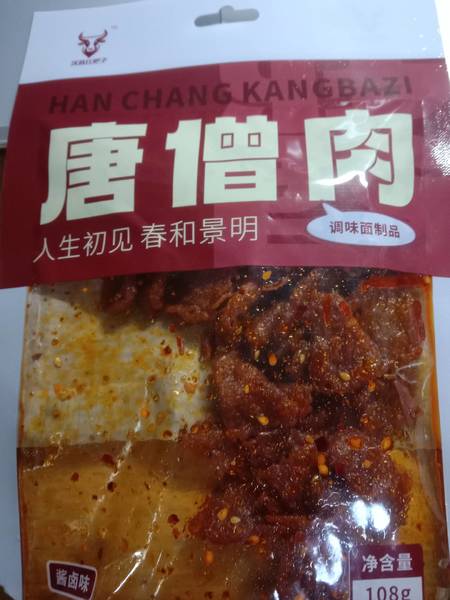 HAN CHANG KANGBAZI
唐僧肉
人生初见 春和景明
调味面制品
酱卤味
净含量
108g